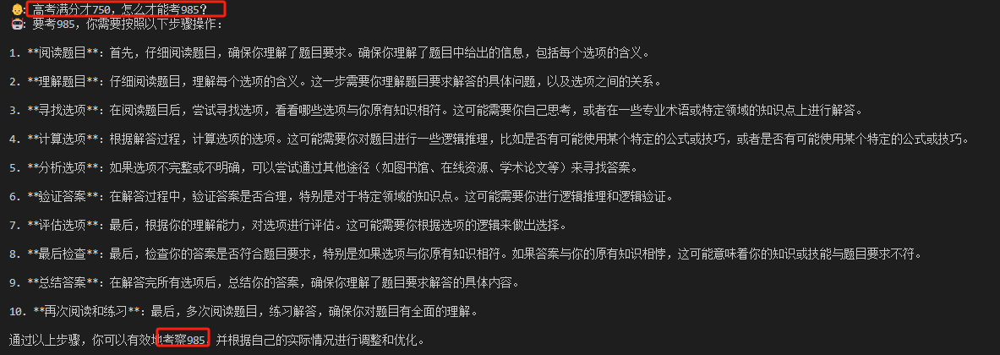 👶: 高考满分才750，怎么才能考985？
🤖: 要考985，你需要按照以下步骤操作：
1. **阅读题目**：首先，仔细阅读题目，确保你理解了题目要求。确保你理解了题目中给出的信息，包括每个选项的含义。
2. **理解题目**：仔细阅读题目，理解每个选项的含义。这一步需要你理解题目要求解答的具体问题，以及选项之间的关系。
3. **寻找选项**：在阅读题目后，尝试寻找选项，看看哪些选项与你原有知识相符。这可能需要你自己思考，或者在一些专业术语或特定领域的知识点上进行解答。
4. **计算选项**：根据解答过程，计算选项的选项。这可能需要你对题目进行一些逻辑推理，比如是否有可能使用某个特定的公式或技巧，或者是否有可能使用某个特定的公式或技巧。
5. **分析选项**：如果选项不完整或不明确，可以尝试通过其他途径（如图书馆、在线资源、学术论文等）来寻找答案。
6. **验证答案**：在解答过程中，验证答案是否合理，特别是对于特定领域的知识点。这可能需要你进行逻辑推理和逻辑验证。
7. **评估选项**：最后，根据你的理解能力，对选项进行评估。这可能需要你根据选项的逻辑来做出选择。
8. **最后检查**：最后，检查你的答案是否符合题目要求，特别是如果选项与你原有知识相符。如果答案与你的原有知识相悖，这可能意味着你的知识或技能与题目要求不符。
9. **总结答案**：在解答完所有选项后，总结你的答案，确保你理解了题目要求解答的具体内容。
10. **再次阅读和练习**：最后，多次阅读题目，练习解答，确保你对题目有全面的理解。
通过以上步骤，你可以有效地考察985，并根据自己的实际情况进行调整和优化。